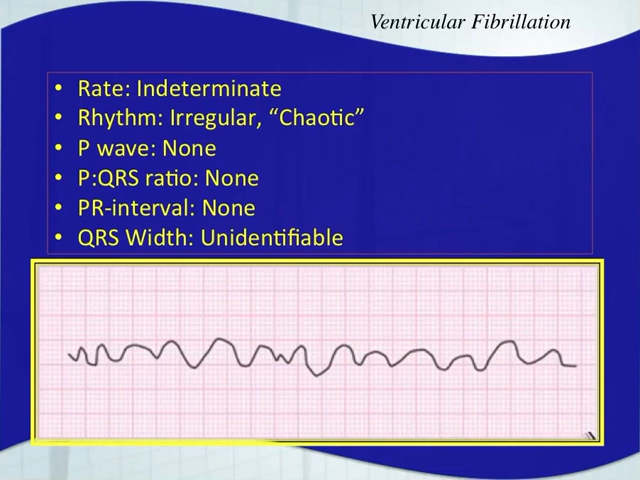 Ventricular Fibrillation
• Rate: Indeterminate
• Rhythm: Irregular, “Chaotic”
• P wave: None
• P:QRS ratio: None
• PR-interval: None
• QRS Width: Unidentifiable